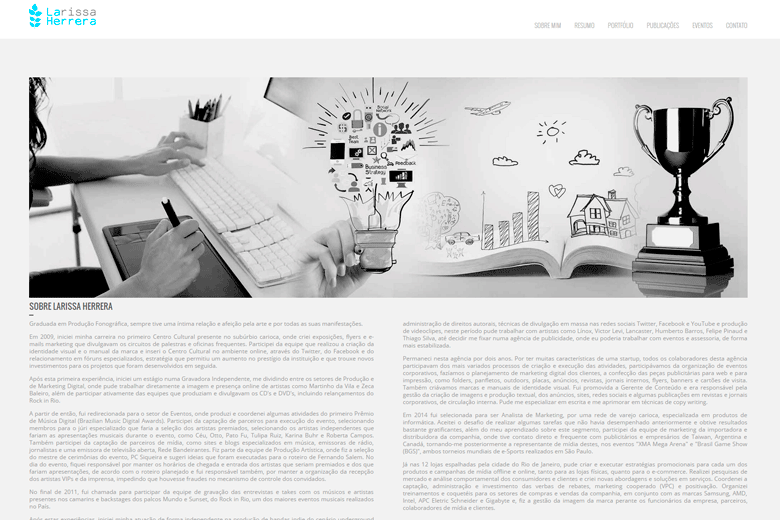 Larissa
Herrera
SOBRE MIM RESUMO PORTFÓLIO PUBLICAÇÕES EVENTOS CONTATO
Social
Network
Best
Team
Feedback
Business
Strategy
SOBRE LARISSA HERRERA
Graduada em Produção Fonográfica, sempre tive uma íntima relação e afeição pela arte e por todas as suas manifestações.
Em 2009, iniciei minha carreira no primeiro Centro Cultural presente no subúrbio carioca, onde criei exposições, flyers e e-
mails marketing que divulgavam os circuitos de palestras e oficinas frequentes. Participei da equipe que realizou a criação da
identidade visual e o manual da marca e inseri o Centro Cultural no ambiente online, através do Twitter, do Facebook e do
relacionamento em fóruns especializados, estratégia que permitiu um aumento no prestígio da instituição e que trouxe novos
investimentos para os projetos que foram desenvolvidos em seguida.
Após esta primeira experiência, iniciei um estágio numa Gravadora Independente, me dividindo entre os setores de Produção e
de Marketing Digital, onde pude trabalhar diretamente a imagem e presença online de artistas como Martinho da Vila e Zeca
Baleiro, além de participar ativamente das equipes que produziam e divulgavam os CD's e DVD's, incluindo relançamentos do
Rock in Rio.
A partir de então, fui redirecionada para o setor de Eventos, onde produzi e coordenei algumas atividades do primeiro Prêmio
de Música Digital (Brazilian Music Digital Awards). Participei da captação de parceiros para execução do evento, selecionando
membros para o júri especializado que faria a seleção dos artistas premiados, selecionando os artistas independentes que
fariam as apresentações musicais durante o evento, como Céu, Otto, Pato Fu, Tulipa Ruiz, Karina Buhr e Roberta Campos.
Também participei da captação de parceiros de mídia, como sites e blogs especializados em música, emissoras de rádio,
jornalistas e uma emissora de televisão aberta, Rede Bandeirantes. Fiz parte da equipe de Produção Artística, onde fiz a seleção
do mestre de cerimônias do evento, PC Siqueira e sugeri ideias que foram executadas para o roteiro de Fernando Salem. No
dia do evento, fiquei responsável por manter os horários de chegada e entrada dos artistas que seriam premiados e dos que
fariam apresentações, de acordo com o roteiro planejado e fui responsável também, por manter a organização da recepção
dos artistas VIPs e da imprensa, impedindo que houvesse fraudes no mecanismo de controle dos convidados.
No final de 2011, fui chamada para participar da equipe de gravação das entrevistas e takes com os músicos e artistas
presentes nos camarins e backstages dos palcos Mundo e Sunset, do Rock in Rio, um dos maiores eventos musicais realizados
no País.
administração de direitos autorais, técnicas de divulgação em massa nas redes sociais Twitter, Facebook e YouTube e produção
de videoclipes, neste período pude trabalhar com artistas como Línox, Victor Levi, Lancaster, Humberto Barros, Felipe Pinaud e
Thiago Silva, até decidir me fixar numa agência de publicidade, onde eu poderia trabalhar com eventos e assessoria, de forma
mais estabilizada.
Permaneci nesta agência por dois anos. Por ter muitas características de uma startup, todos os colaboradores desta agência
participavam dos mais variados processos de criação e execução das atividades, participávamos da organização de eventos
corporativos, fazíamos o planejamento de marketing digital dos clientes, a confecção das peças publicitárias para web e para
impressão, como folders, panfletos, outdoors, placas, anúncios, revistas, jornais internos, flyers, banners e cartões de visita.
Também criávamos marcas e manuais de identidade visual. Fui promovida a Gerente de Conteúdo e era responsável pela
gestão da criação de imagens e produção textual, dos anúncios, sites, redes sociais e algumas publicações em revistas e jornais
corporativos, de circulação interna. Pude me especializar em escrita e me aprimorar em técnicas de copy writing.
Em 2014 fui selecionada para ser Analista de Marketing, por uma rede de varejo carioca, especializada em produtos de
informática. Aceitei o desafio de realizar algumas tarefas que não havia desempenhado anteriormente e obtive resultados
bastante gratificantes, além do meu aprendizado sobre este segmento, participei da equipe de marketing da importadora e
distribuidora da companhia, onde tive contato direto e frequente com publicitários e empresários de Taiwan, Argentina e
Canadá, tornando-me posteriormente a representante de mídia destes, nos eventos "XMA Mega Arena" e "Brasil Game Show
(BGS)", ambos torneios mundiais de e-Sports realizados em São Paulo.
Já nas 12 lojas espalhadas pela cidade do Rio de Janeiro, pude criar e executar estratégias promocionais para cada um dos
produtos e campanhas de mídia offline e online, tanto para as lojas físicas, quanto para o e-commerce. Realizei pesquisas de
mercado e análise comportamental dos consumidores e clientes e criei novas abordagens e soluções em serviços. Coordenei a
captação, integração e divisão de verbas cooperadas de rebates, marketing cooperado (VPC) e positivação. Organizei
treinamentos e coquetéis para os setores de compras e vendas da companhia, em conjunto com as marcas Samsung, AMD,
Intel, APC Eletric Schneider e Gigabyte e, fiz a gestão da imagem da marca perante os funcionários da empresa, parceiros,
colaboradores de mídia e clientes.